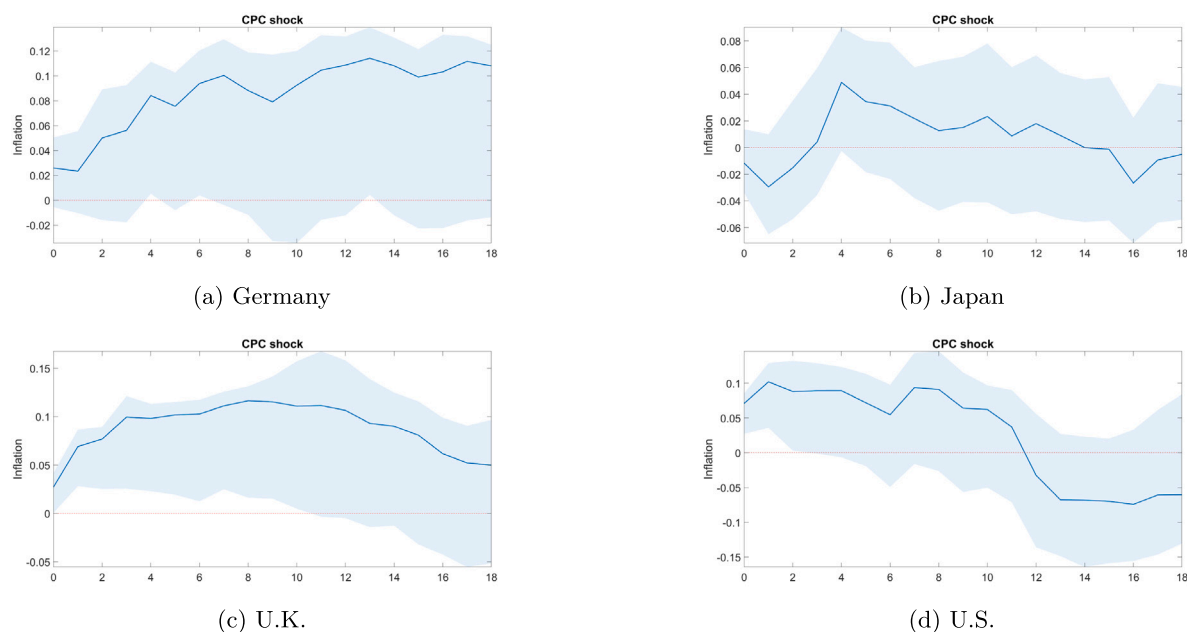 CPC shock
Inflation
0.12
0.1
0.08
0.06
0.04
0.02
0
-0.02
0 2 4 6 8 10 12 14 16 18
(a) Germany
CPC shock
Inflation
0.08
0.06
0.04
0.02
0
-0.02
-0.04
-0.06
0 2 4 6 8 10 12 14 16 18
(b) Japan
CPC shock
Inflation
0.15
0.1
0.05
0
-0.05
0 2 4 6 8 10 12 14 16 18
(c) U.K.
CPC shock
Inflation
0.1
0.05
0
-0.05
-0.1
-0.15
0 2 4 6 8 10 12 14 16 18
(d) U.S.